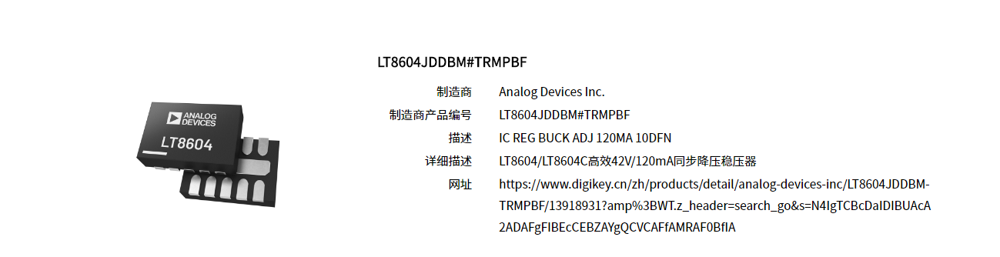 LT8604JDDBM#TRMPBF
制造商 Analog Devices Inc.
制造商产品编号 LT8604JDDBM#TRMPBF
描述 IC REG BUCK ADJ 120MA 10DFN
详细描述 LT8604/LT8604C高效42V/120mA同步降压稳压器
网址 https://www.digikey.cn/zh/products/detail/analog-devices-inc/LT8604JDDBM-
TRMPBF/13918931?amp%3BWT.z_header=search_go&s=N4IgTCBcDaIDIBUAcA
2ADAFgFIBEcCEBZAYgQCVCAFfAMRAF0BfIA
ANALOG
DEVICES
LT8604